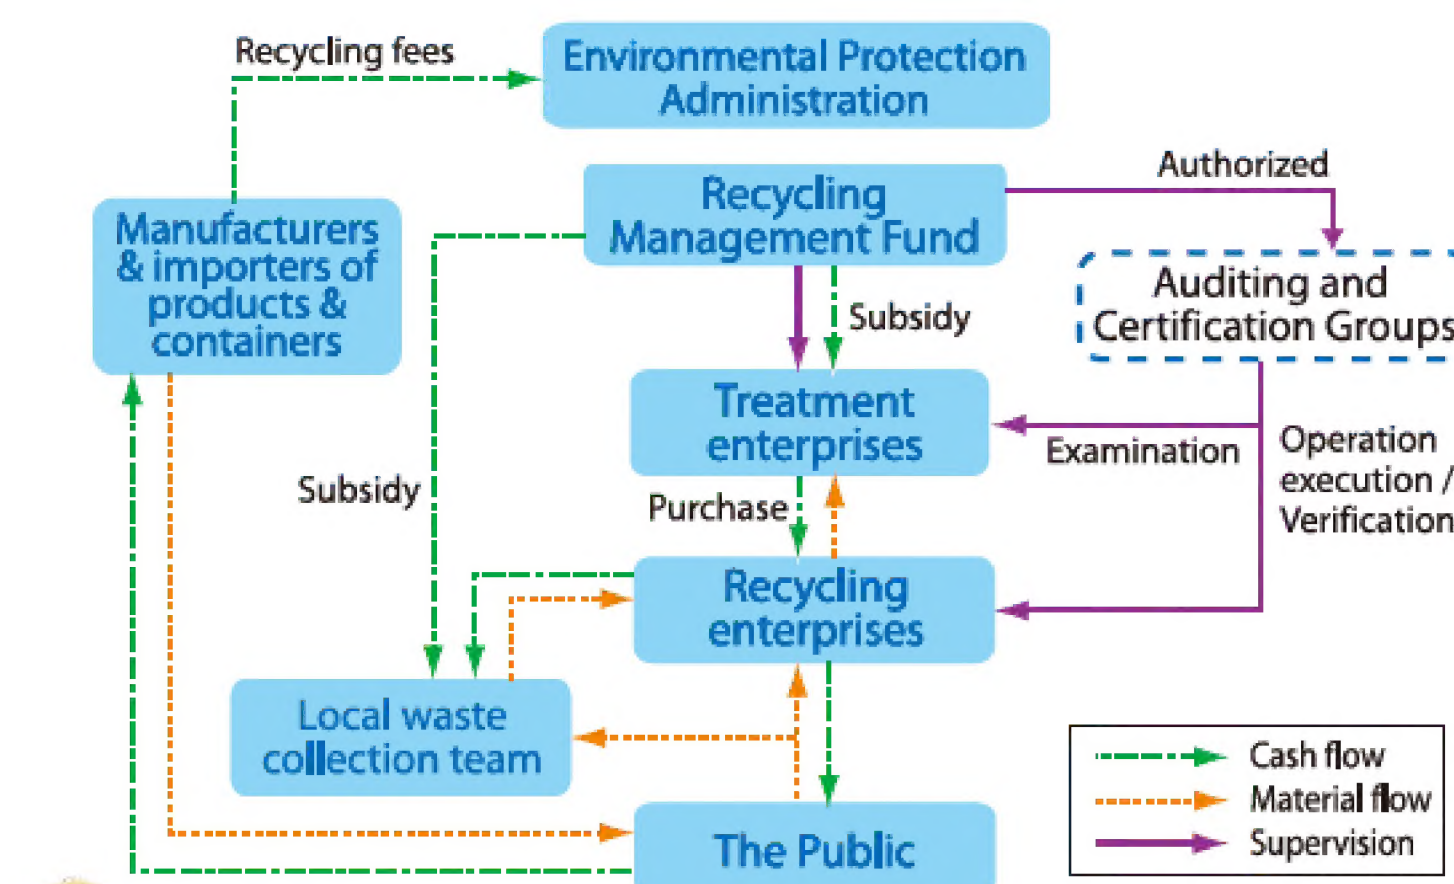 Recycling fees
Environmental Protection
Administration
Recycling
Management Fund
Authorized
Manufacturers
& importers of
products &
containers
Auditing and
Certification Groups
Subsidy
Treatment
enterprises
Examination
Operation
execution /
Verification
Subsidy
Purchase
Recycling
enterprises
Local waste
collection team
The Public
Cash flow
Material flow
Supervision